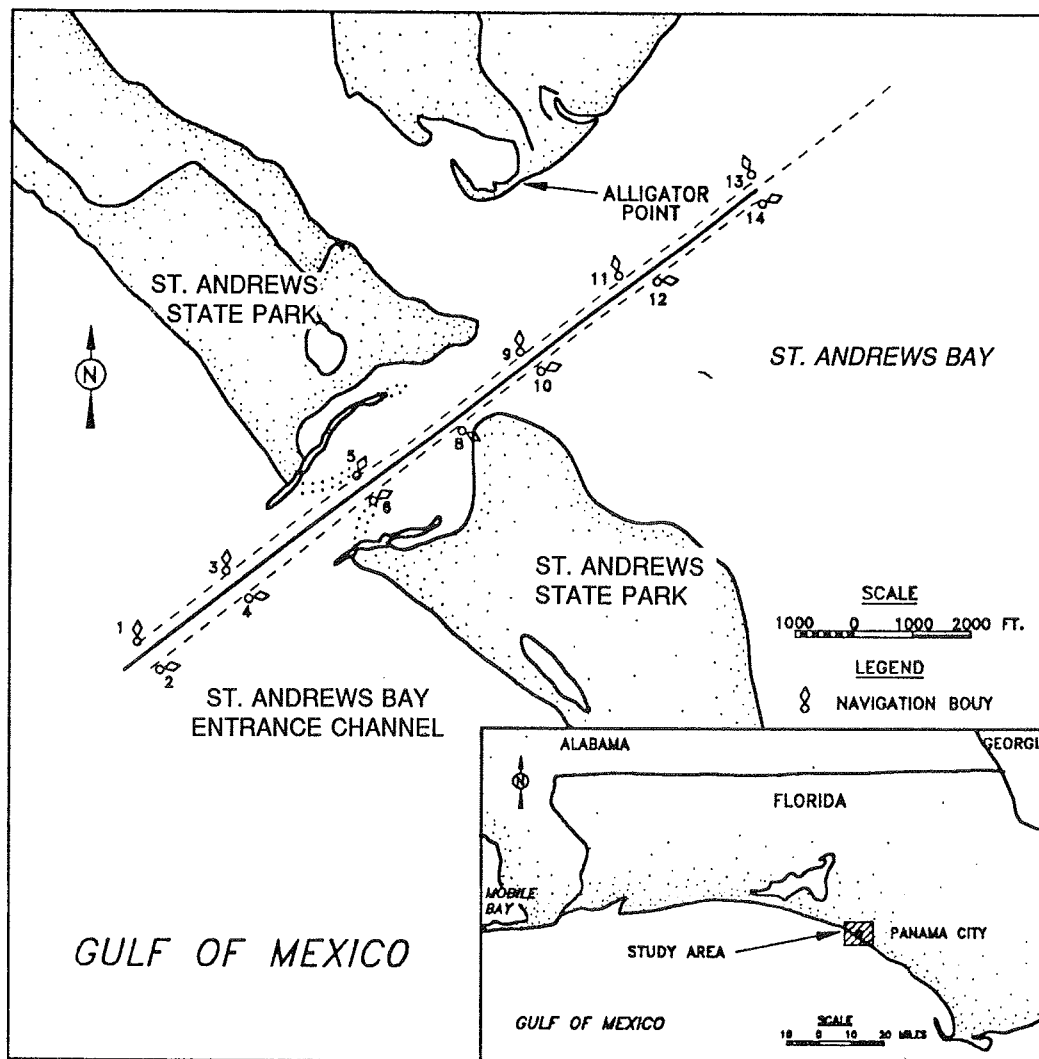 ALLIGATOR
POINT
13
14
11
12
ST. ANDREWS
STATE PARK
N
9
10
ST. ANDREWS BAY
8
5
6
3
4
ST. ANDREWS
STATE PARK
SCALE
1000 0 1000 2000 FT.
1
2
LEGEND
NAVIGATION BOUY
ST. ANDREWS BAY
ENTRANCE CHANNEL
ALABAMA
GEORGI
N
FLORIDA
MOBILE
BAY
PANAMA CITY
STUDY AREA
GULF OF MEXICO
GULF OF MEXICO
SCALE
10 0 10 20 MILES